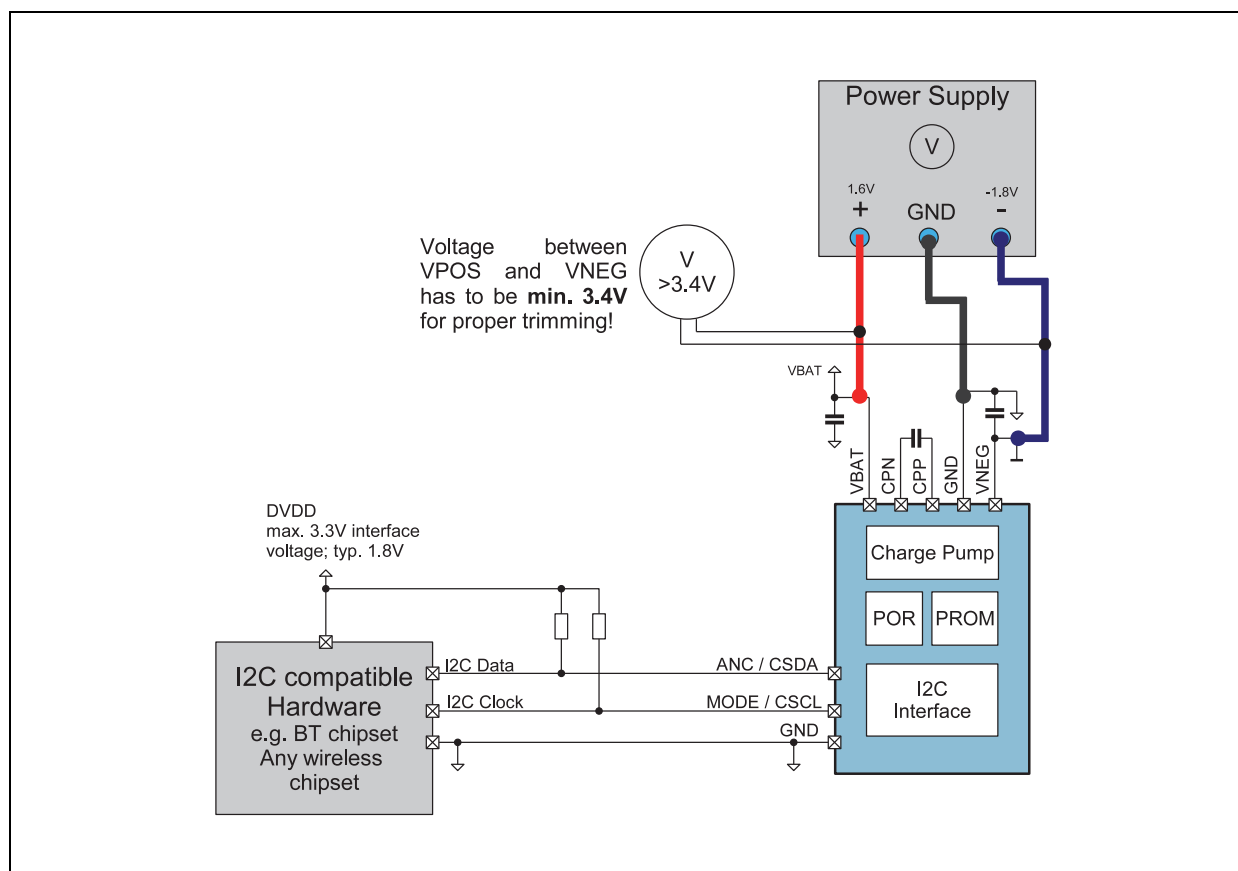 Power Supply
V
1.6V
-1.8V
+
GND
-
Voltage between
VPOS and VNEG
has to be min. 3.4V
for proper trimming!
V
>3.4V
VBAT
VBAT
CPN
CPP
GND
VNEG
DVDD
max. 3.3V interface
voltage; typ. 1.8V
Charge Pump
POR
PROM
I2C compatible
Hardware
e.g. BT chipset
Any wireless
chipset
I2C Data
I2C Clock
ANC / CSDA
MODE / CSCL
GND
I2C
Interface